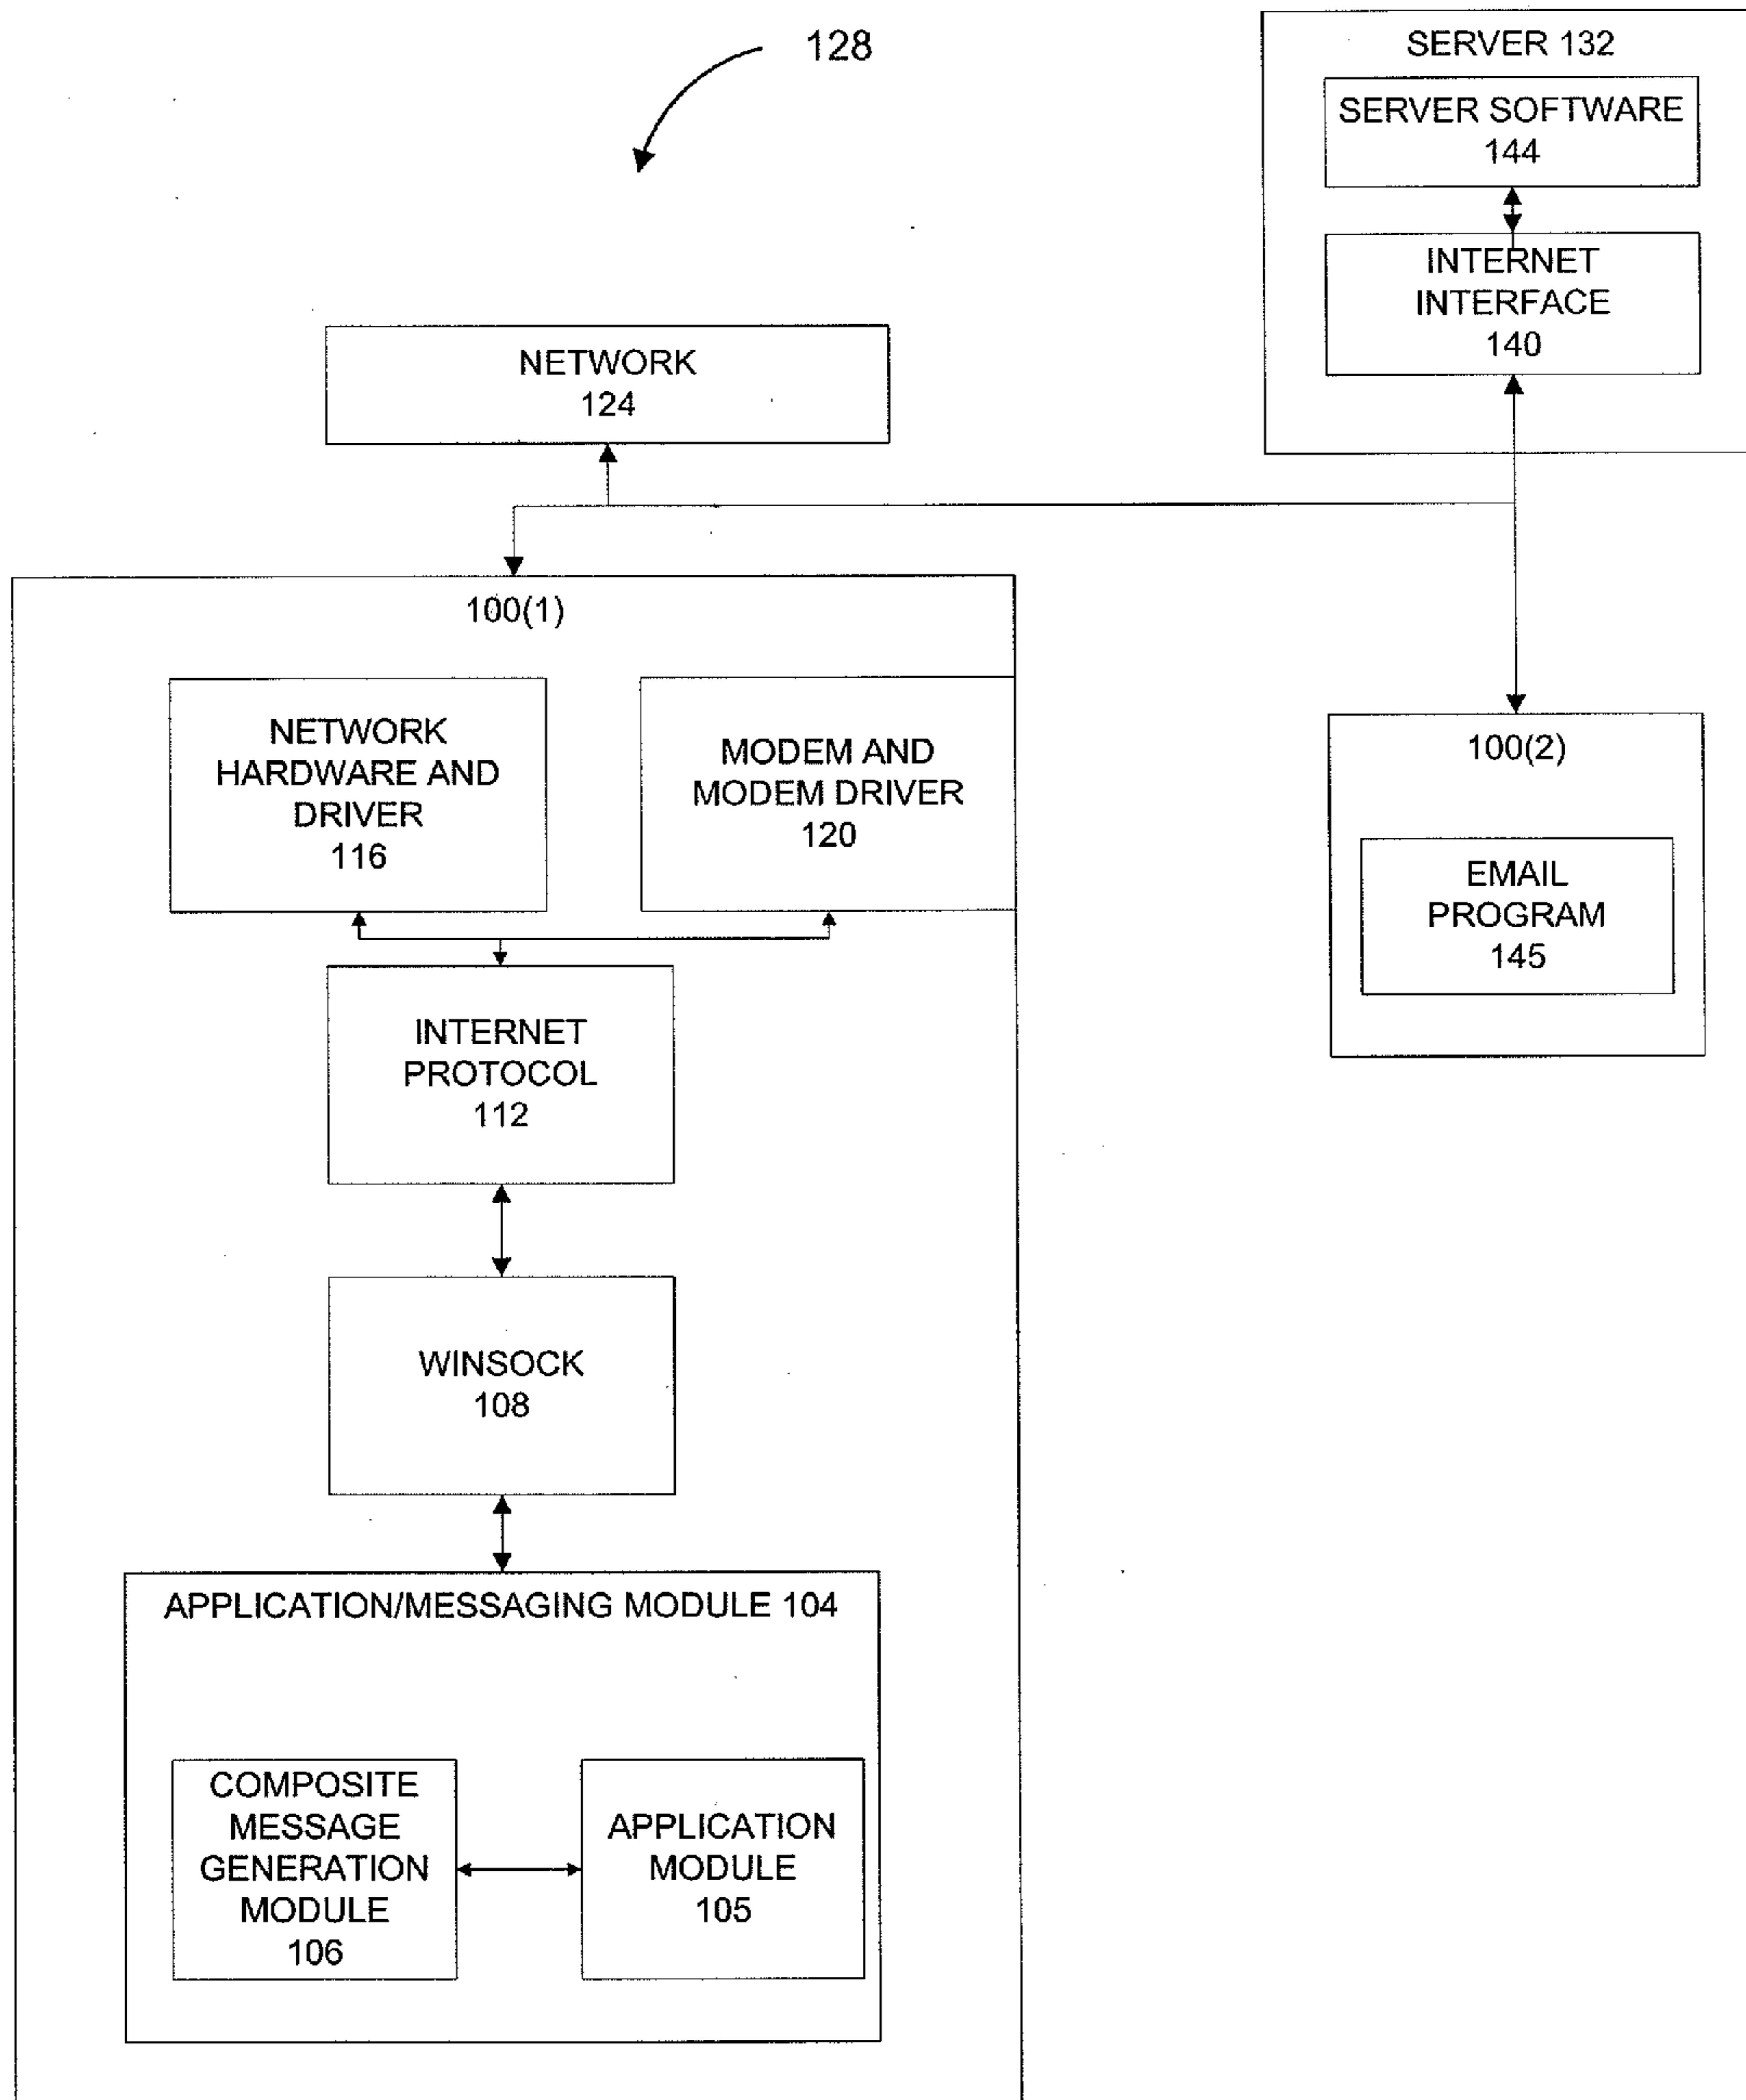 128
SERVER 132
SERVER SOFTWARE
144
INTERNET
INTERFACE
140
NETWORK
124
100(1)
NETWORK
HARDWARE AND
DRIVER
116
MODEM AND
MODEM DRIVER
120
100(2)
EMAIL
PROGRAM
145
INTERNET
PROTOCOL
112
WINSOCK
108
APPLICATION/MESSAGING MODULE 104
COMPOSITE
MESSAGE
GENERATION
MODULE
106
APPLICATION
MODULE
105